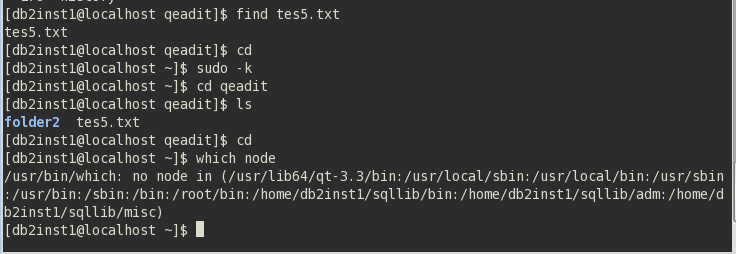 [db2inst1@localhost qeadit]$ find tes5.txt
tes5.txt
[db2inst1@localhost qeadit]$ cd
[db2inst1@localhost ~]$ sudo -k
[db2inst1@localhost ~]$ cd qeadit
[db2inst1@localhost qeadit]$ ls
folder2  tes5.txt
[db2inst1@localhost qeadit]$ cd
[db2inst1@localhost ~]$ which node
/usr/bin/which: no node in (/usr/lib64/qt-3.3/bin:/usr/local/sbin:/usr/local/bin:/usr/sbin
:/usr/bin:/sbin:/bin:/root/bin:/home/db2inst1/sqllib/bin:/home/db2inst1/sqllib/adm:/home/d
b2inst1/sqllib/misc)
[db2inst1@localhost ~]$